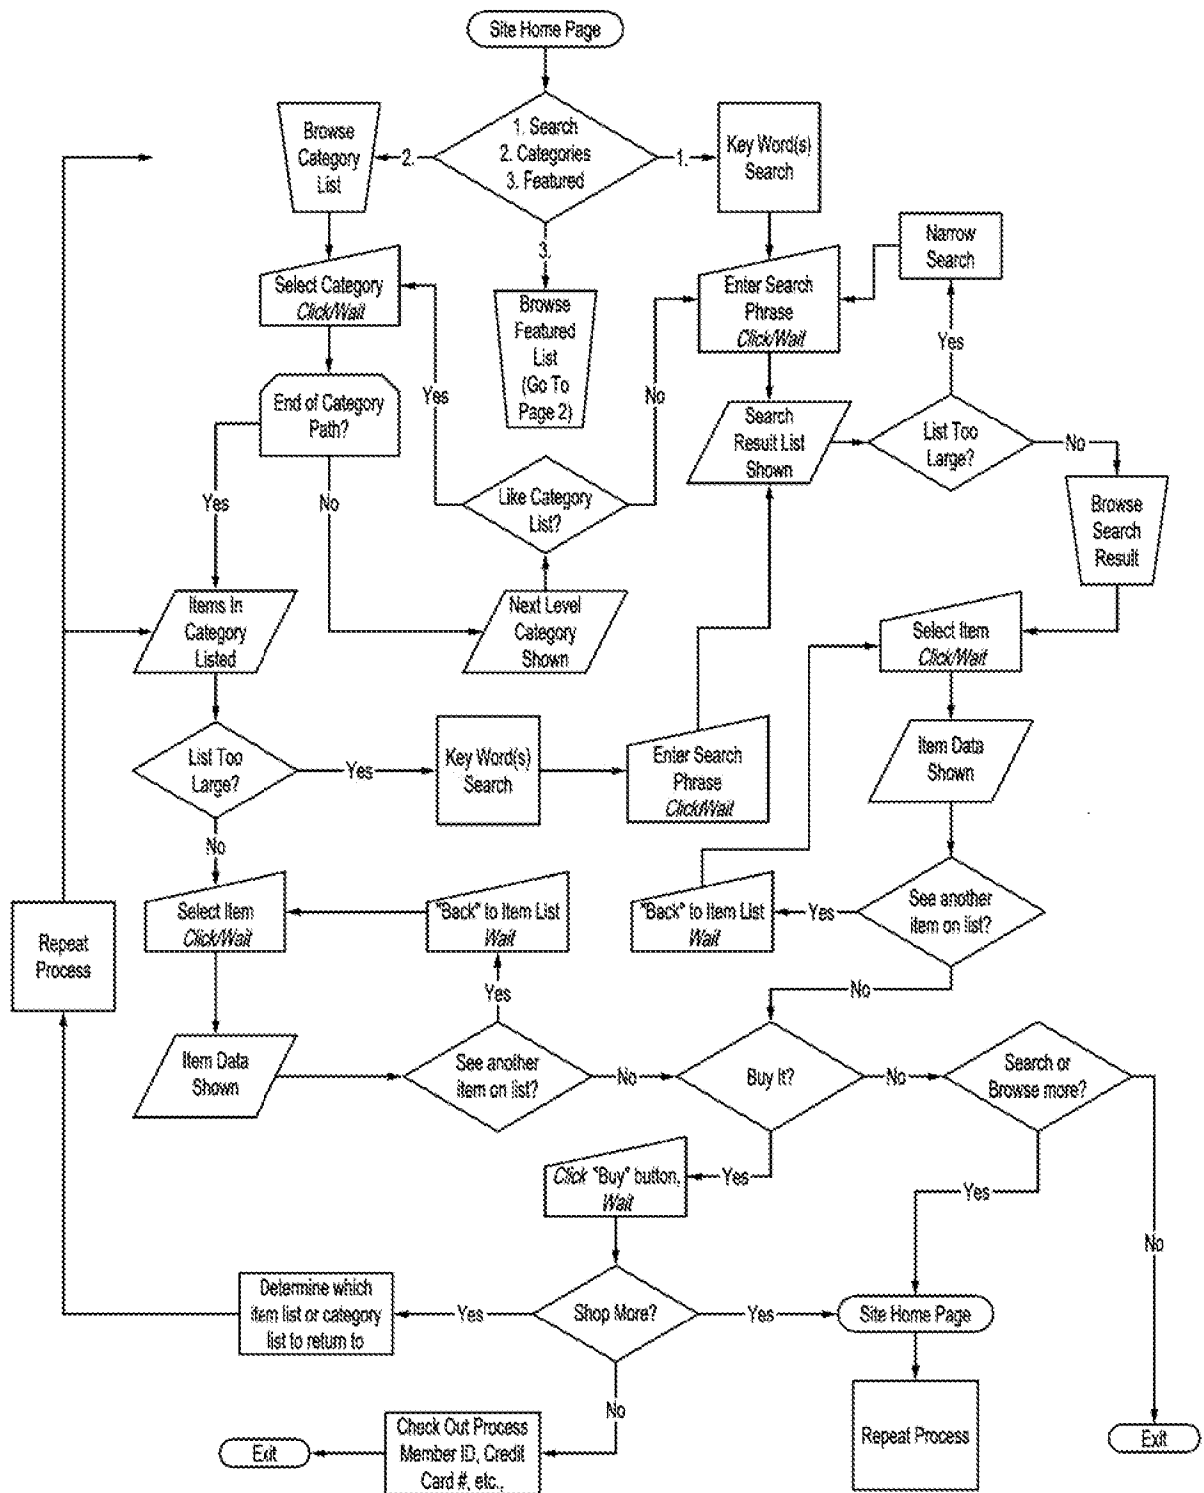 Site Home Page
Browse
Category
List
2.
1. Search
2. Categories
3. Featured
1.
Key Word(s)
Search
3.
Narrow
Search
Select Category
Click/Wait
Browse
Featured
List
(Go To
Page 2)
Enter Search
Phrase
Click/Wait
Yes
End of Category
Path?
Yes
No
Search
Result List
Shown
List Too
Large?
No
Yes
No
Like Category
List?
Browse
Search
Result
Items In
Category
Listed
Next Level
Category
Shown
Select Item
Click/Wait
List Too
Large?
Yes
Key Word(s)
Search
Enter Search
Phrase
Click/Wait
Item Data
Shown
No
Repeat
Process
Select Item
Click/Wait
"Back" to Item List
Wait
"Back" to Item List
Wait
Yes
See another
item on list?
Yes
No
Item Data
Shown
See another
item on list?
No
Buy It?
No
Search or
Browse more?
Click "Buy" button,
Wait
Yes
Yes
No
Determine which
item list or category
list to return to
Yes
Shop More?
Yes
Site Home Page
No
Exit
Check Out Process
Member ID, Credit
Card #, etc.,
Repeat Process
Exit